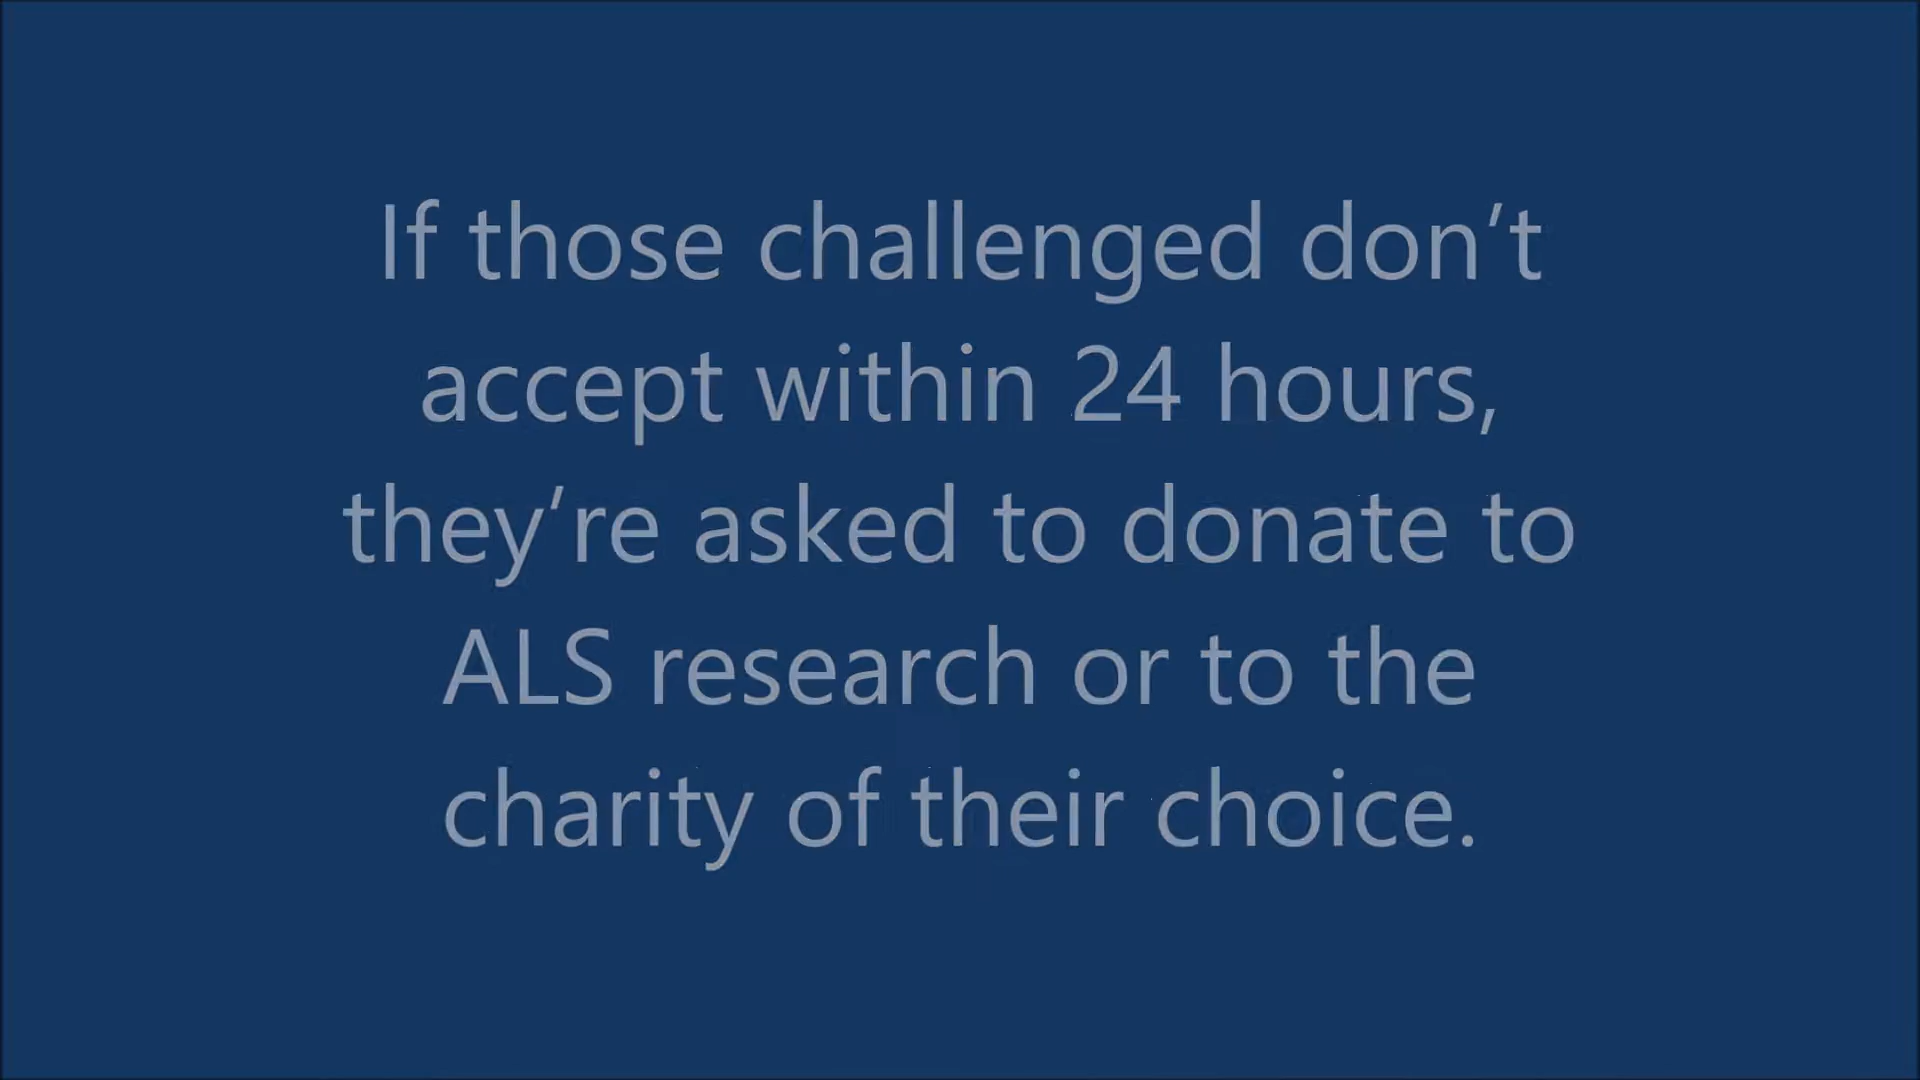 If those challenged don’t
accept within 24 hours,
they’re asked to donate to
ALS research or to the
charity of their choice.